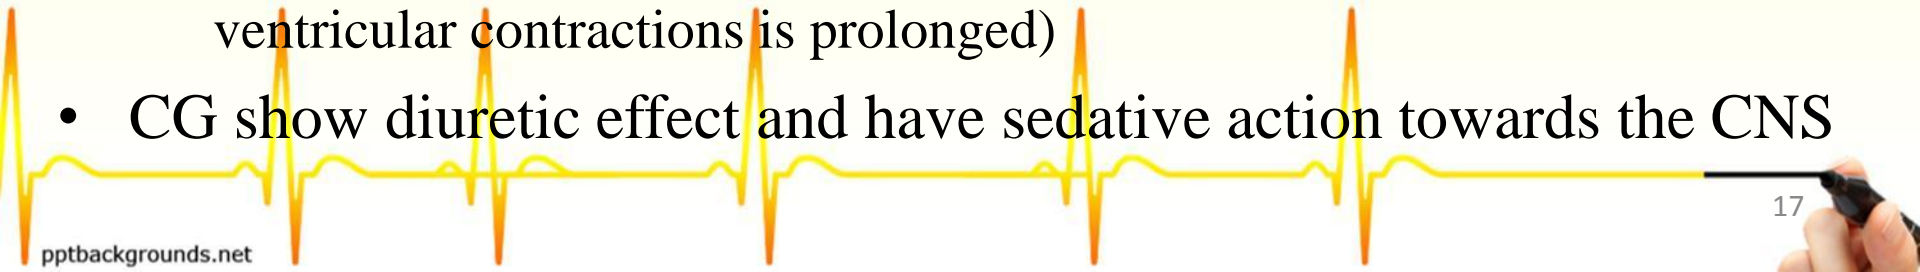 ventricular contractions is prolonged)
• CG show diuretic effect and have sedative action towards the CNS
17
pptbackgrounds.net